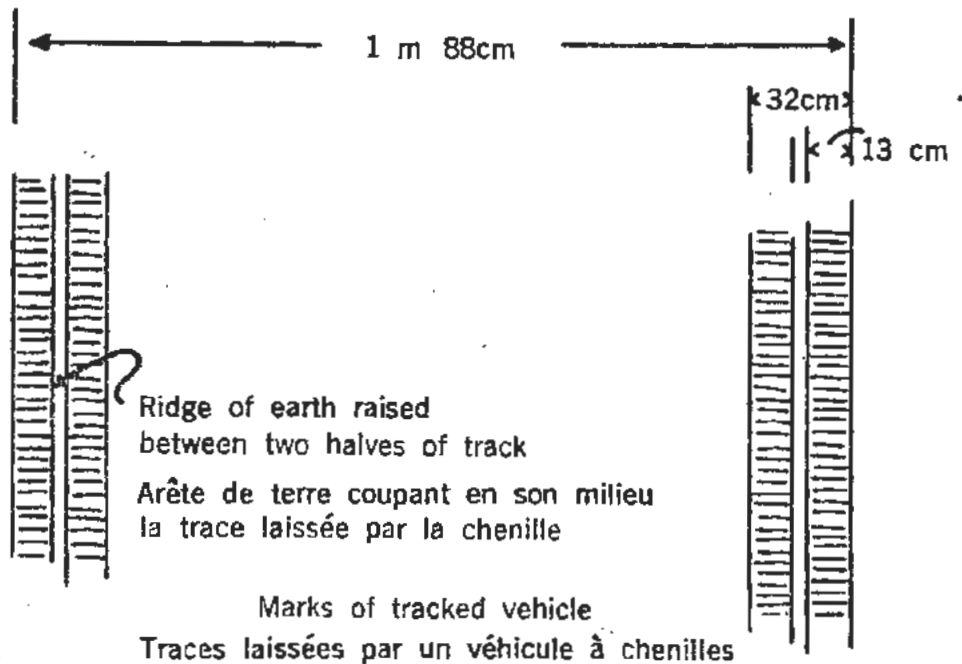 1 m 88cm
32cm
13 cm
Ridge of earth raised
between two halves of track
Arête de terre coupant en son milieu
la trace laissée par la chenille
Marks of tracked vehicle
Traces laissées par un véhicule à chenilles